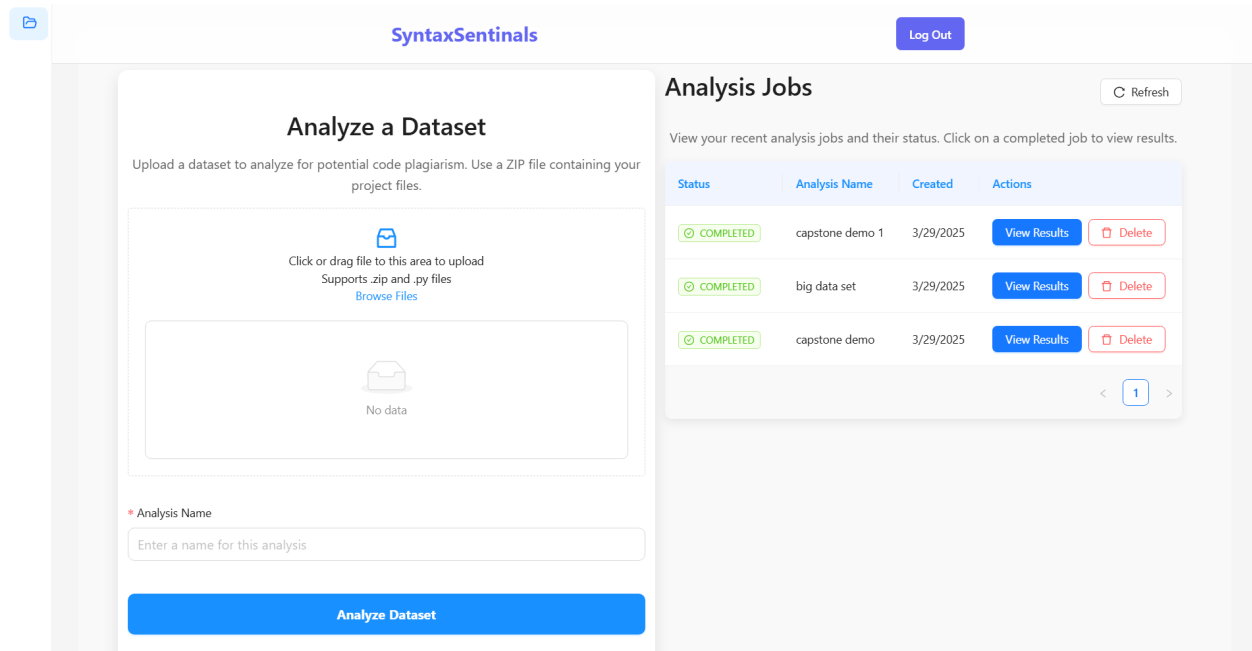 SyntaxSentinals
Log Out
Analyze a Dataset
Upload a dataset to analyze for potential code plagiarism. Use a ZIP file containing your
project files.
Click or drag file to this area to upload
Supports .zip and .py files
Browse Files
No data
* Analysis Name
Enter a name for this analysis
Analyze Dataset
Analysis Jobs
Refresh
View your recent analysis jobs and their status. Click on a completed job to view results.
Status Analysis Name Created Actions
COMPLETED capstone demo 1 3/29/2025 View Results Delete
COMPLETED big data set 3/29/2025 View Results Delete
COMPLETED capstone demo 3/29/2025 View Results Delete
< 1 >